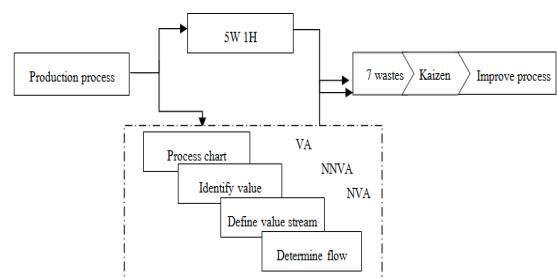 5W 1H
Production process
7 wastes
Kaizen
Improve process
Process chart
VA
Identify value
NNVA
NVA
Define value stream
Determine flow